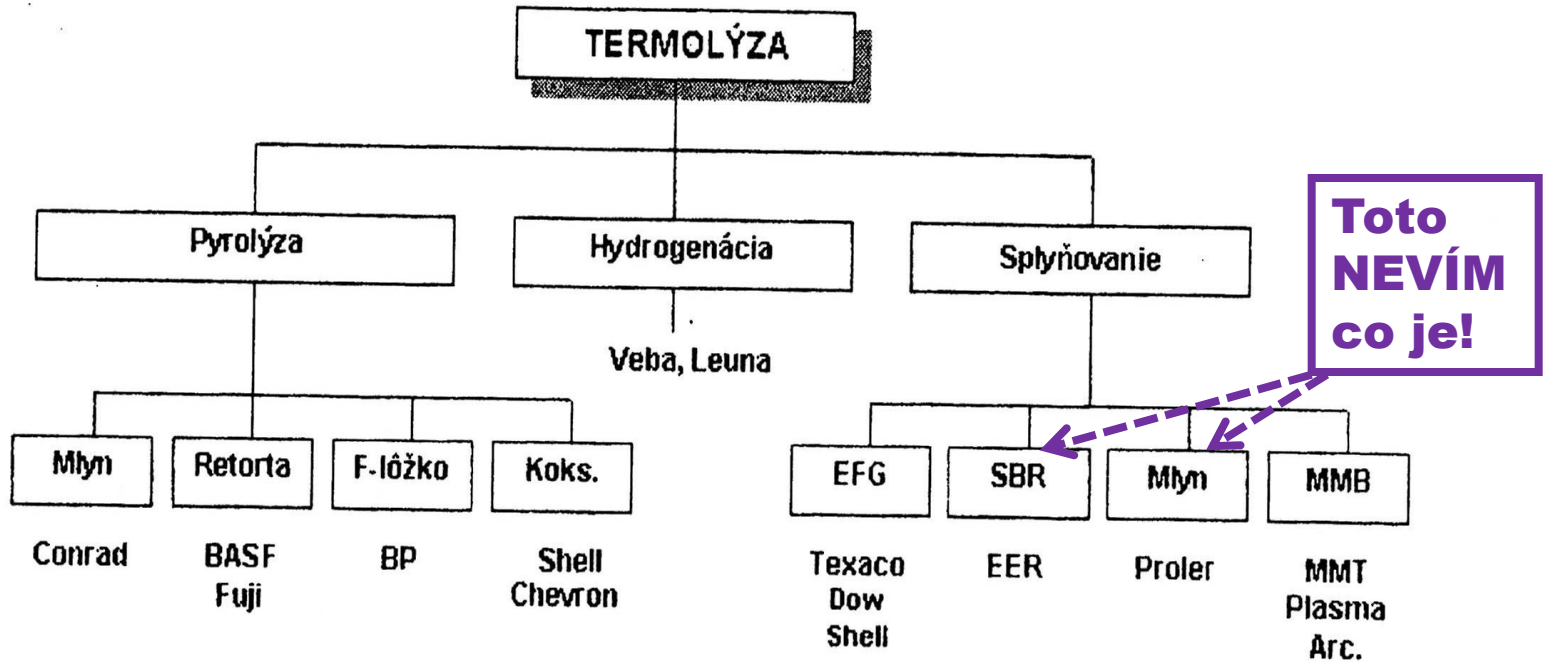 TERMOLÝZA
Pyrolýza
Hydrogenácia
Splyňovanie
Toto
NEVÍM
co je!
Veba, Leuna
Mlyn
Retorta
F-lôžko
Koks.
EFG
SBR
Mlyn
MMB
Conrad
BASF
Fuji
BP
Shell
Chevron
Texaco
Dow
Shell
EER
Proler
MMT
Plasma
Arc.